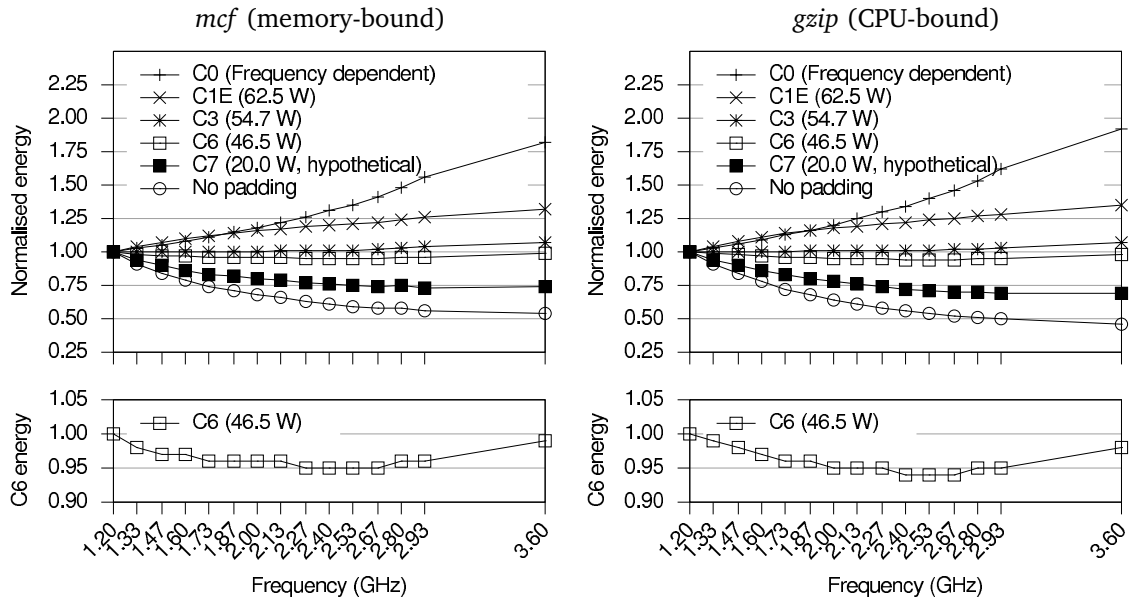 mcf (memory-bound)
2.25
2.00
1.75
1.50
1.25
1.00
0.75
0.50
0.25
Normalised energy
C0 (Frequency dependent)
C1E (62.5 W)
C3 (54.7 W)
C6 (46.5 W)
C7 (20.0 W, hypothetical)
No padding
1.05
1.00
0.95
0.90
C6 energy
C6 (46.5 W)
1.20
1.33
1.47
1.60
1.73
1.87
2.00
2.13
2.27
2.40
2.53
2.67
2.80
2.93
3.60
Frequency (GHz)
gzip (CPU-bound)
2.25
2.00
1.75
1.50
1.25
1.00
0.75
0.50
0.25
Normalised energy
C0 (Frequency dependent)
C1E (62.5 W)
C3 (54.7 W)
C6 (46.5 W)
C7 (20.0 W, hypothetical)
No padding
1.05
1.00
0.95
0.90
C6 energy
C6 (46.5 W)
1.20
1.33
1.47
1.60
1.73
1.87
2.00
2.13
2.27
2.40
2.53
2.67
2.80
2.93
3.60
Frequency (GHz)